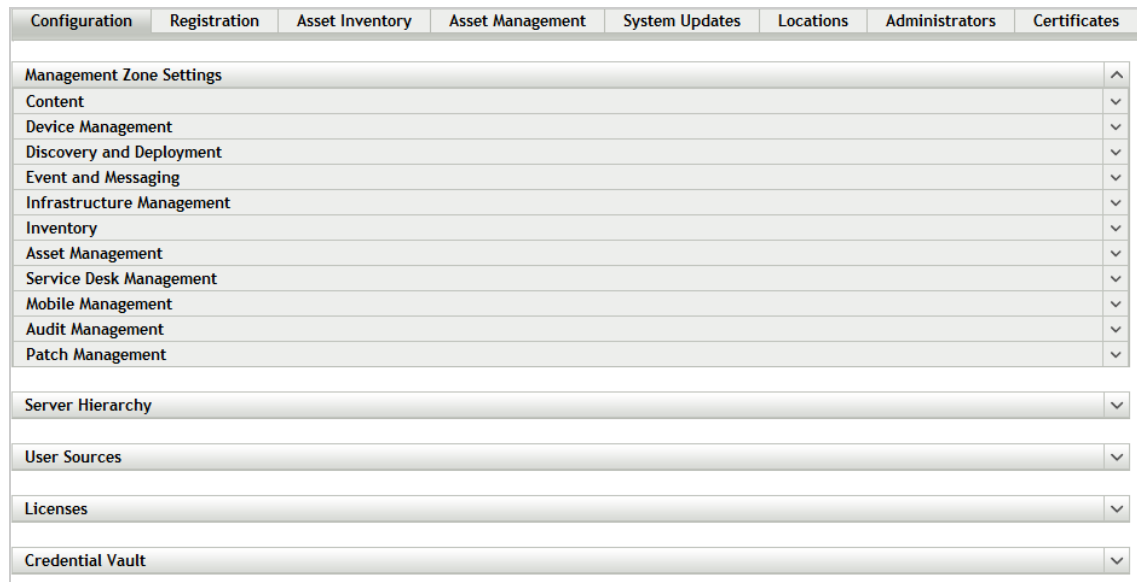 Configuration Registration Asset Inventory Asset Management System Updates Locations Administrators Certificates
Management Zone Settings
Content
Device Management
Discovery and Deployment
Event and Messaging
Infrastructure Management
Inventory
Asset Management
Service Desk Management
Mobile Management
Audit Management
Patch Management
Server Hierarchy
User Sources
Licenses
Credential Vault